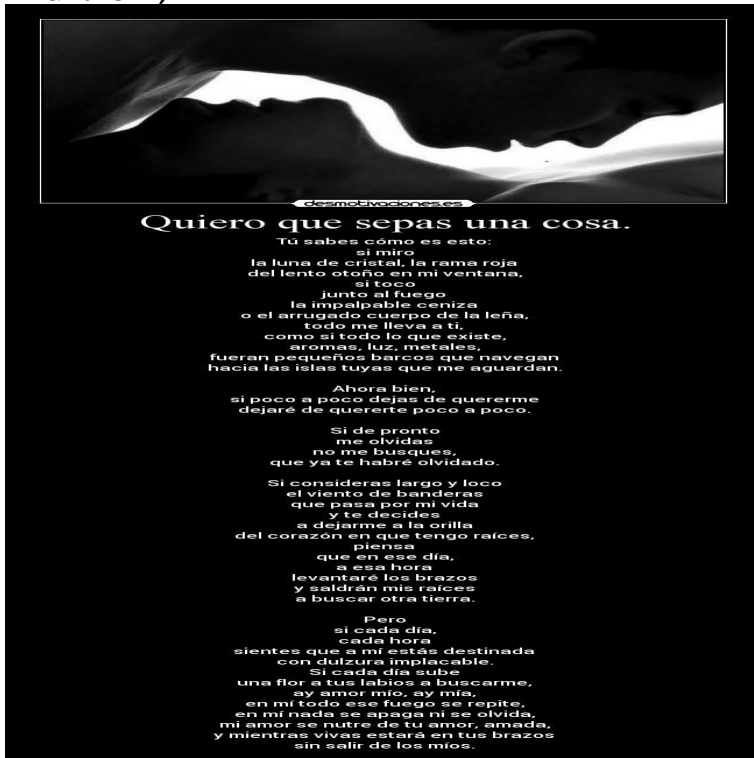 desmotivaciones.es
Quiero que sepas una cosa.
Tú sabes cómo es esto:
si miro
la luna de cristal, la rama roja
del lento otoño en mi ventana,
si toco
junto al fuego
la impalpable ceniza
o el arrugado cuerpo de la leña,
todo me lleva a ti,
como si todo lo que existe,
aromas, luz, metales,
fueran pequeños barcos que navegan
hacia las islas tuyas que me aguardan.
Ahora bien,
si poco a poco dejas de quererme
dejaré de quererte poco a poco.
Si de pronto
me olvidas
no me busques,
que ya te habré olvidado.
Si consideras largo y loco
el viento de banderas
que pasa por mi vida
y te decides
a dejarme a la orilla
del corazón en que tengo raíces,
piensa
que en ese día,
a esa hora
levantaré los brazos
y saldrán mis raíces
a buscar otra tierra.
Pero
si cada día,
cada hora
sientes que a mí estás destinada
con dulzura implacable.
Si cada día sube
una flor a tus labios a buscarme,
ay amor mío, ay mía,
en mí todo ese fuego se repite,
en mí nada se apaga ni se olvida,
mi amor se nutre de tu amor, amada,
y mientras vivas estará en tus brazos
sin salir de los míos.